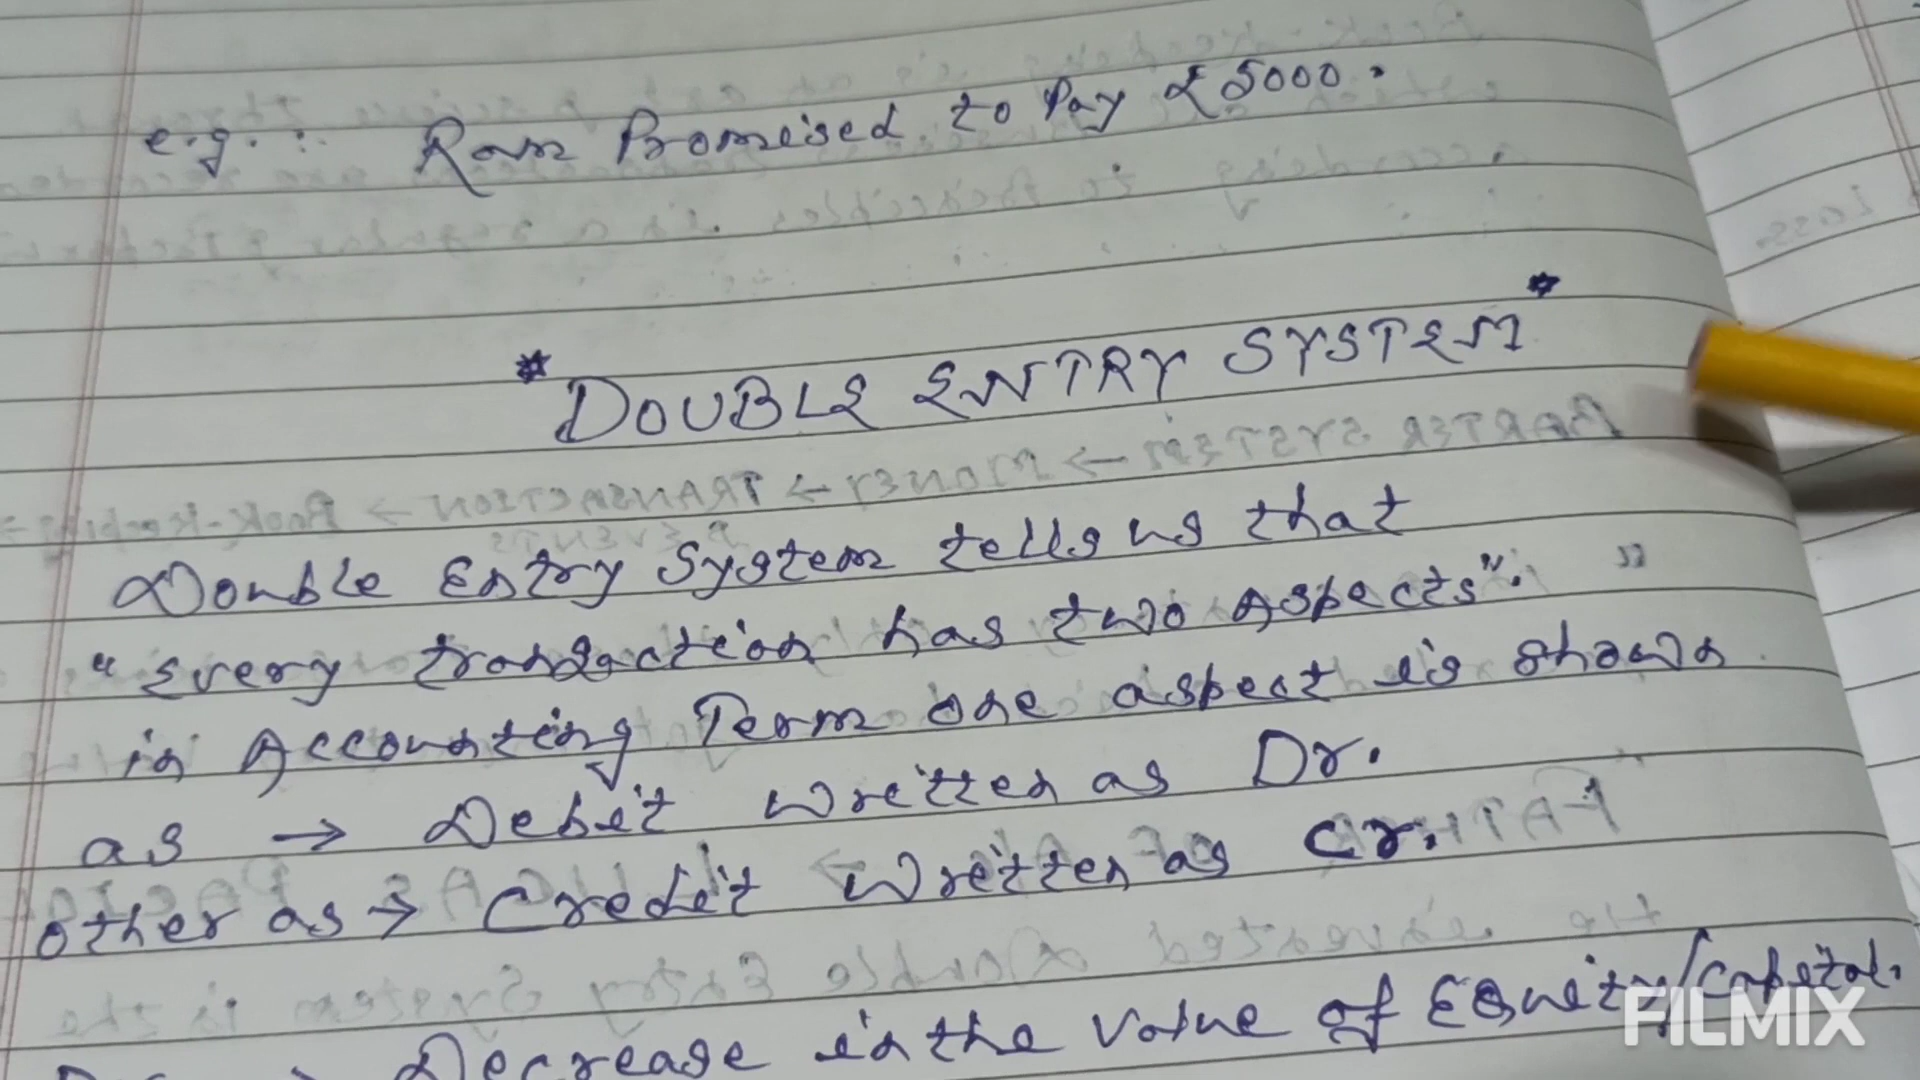 e.g. : Ram Promised to Pay ₹ 5000.
* DOUBLE ENTRY SYSTEM *
Double Entry System tells us that
"Every transaction has two Aspects".
in Accounting Term one aspect is shown
as → Debit written as Dr.
other as → Credit written as Cr.
Decrease in the value of Equity/Capital.
FILMIX